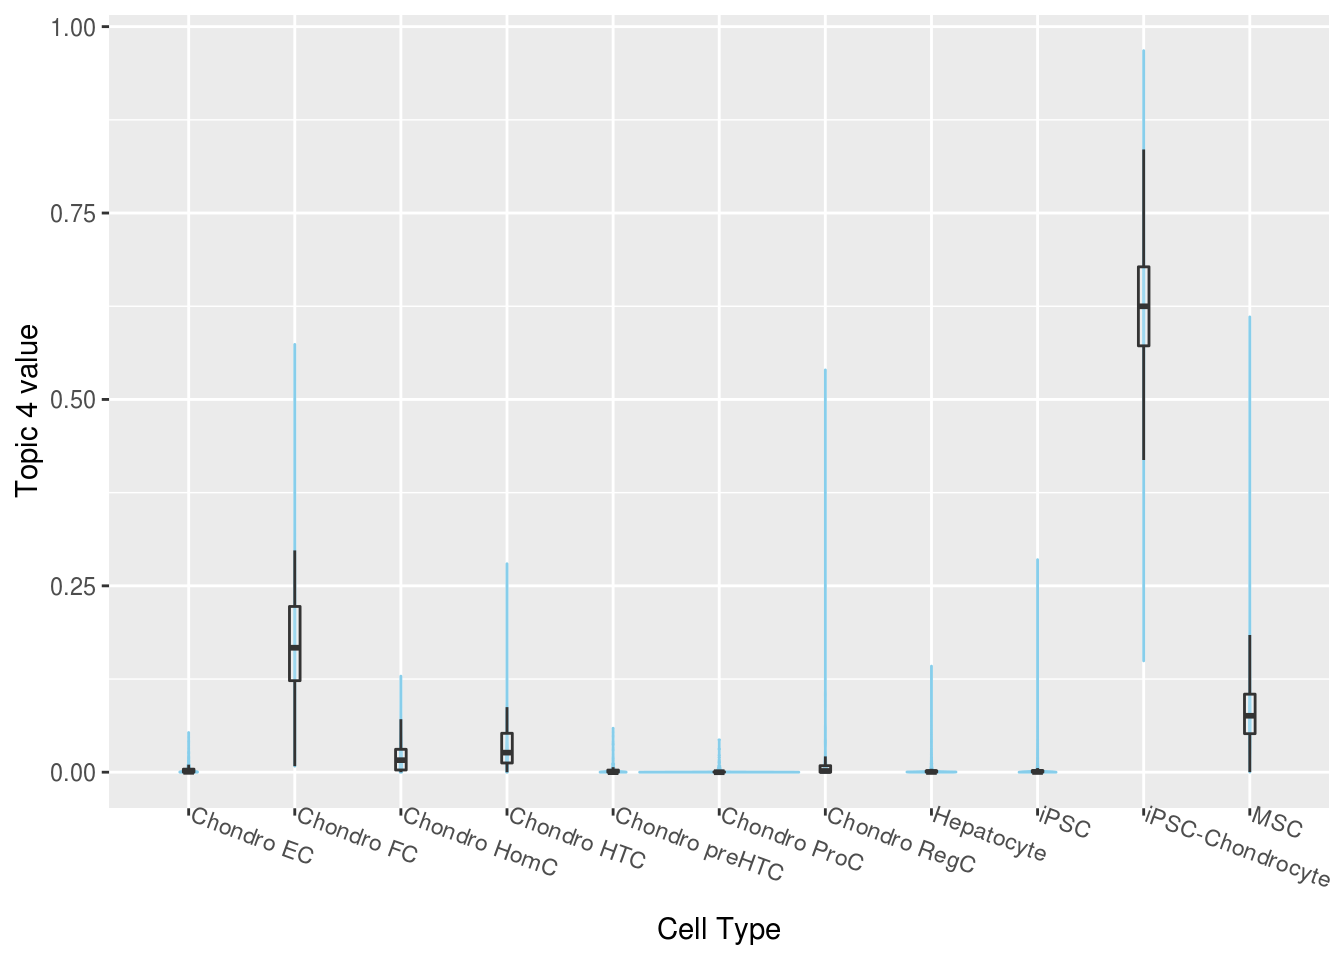 1.00
0.75
0.50
0.25
0.00
Topic 4 value
Chondro EC
Chondro FC
Chondro HomC
Chondro HTC
Chondro preHTC
Chondro ProC
Chondro RegC
Hepatocyte
iPSC
iPSC-Chondrocyte
MSC
Cell Type